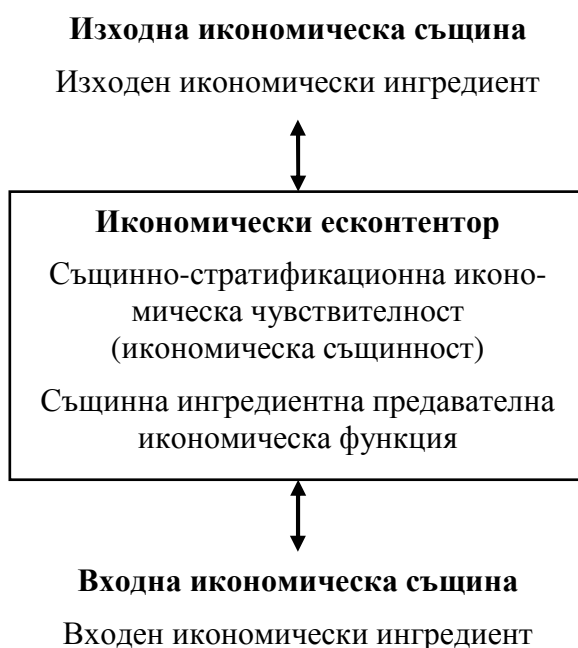 Изходна икономическа същина
Изходен икономически ингредиент
Икономически есконтентор
Същинно-стратификационна иконо-
мическа чувствителност
(икономическа същинност)
Същинна ингредиентна предавателна
икономическа функция
Входна икономическа същина
Входен икономически ингредиент